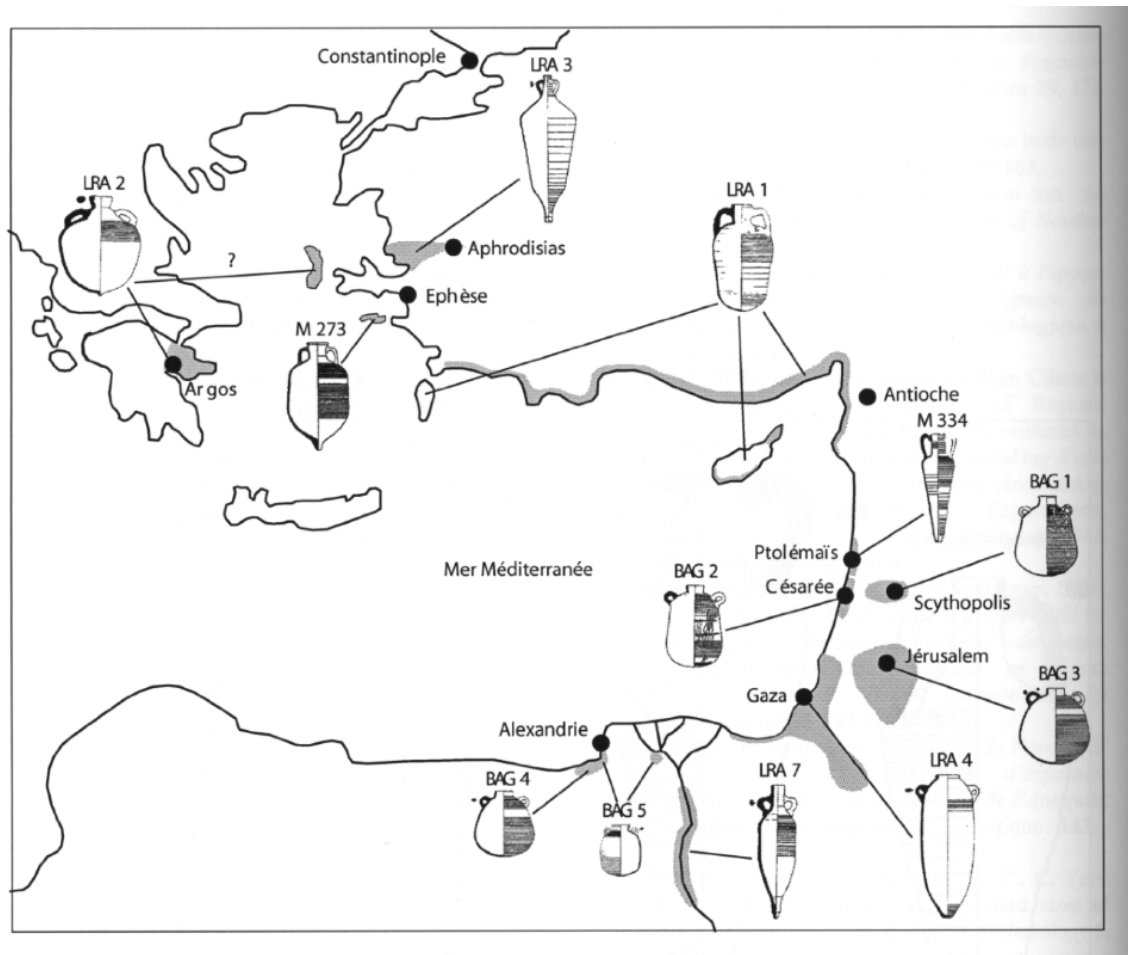 Constantinople
LRA 3
LRA 2
LRA 1
Aphrodisias
?
Ephèse
M 273
Argos
Antioche
M 334
BAG 1
Ptolémaïs
Mer Méditerranée
BAG 2
Césarée
Scythopolis
Jérusalem
BAG 3
Gaza
Alexandrie
LRA 7
LRA 4
BAG 4
BAG 5